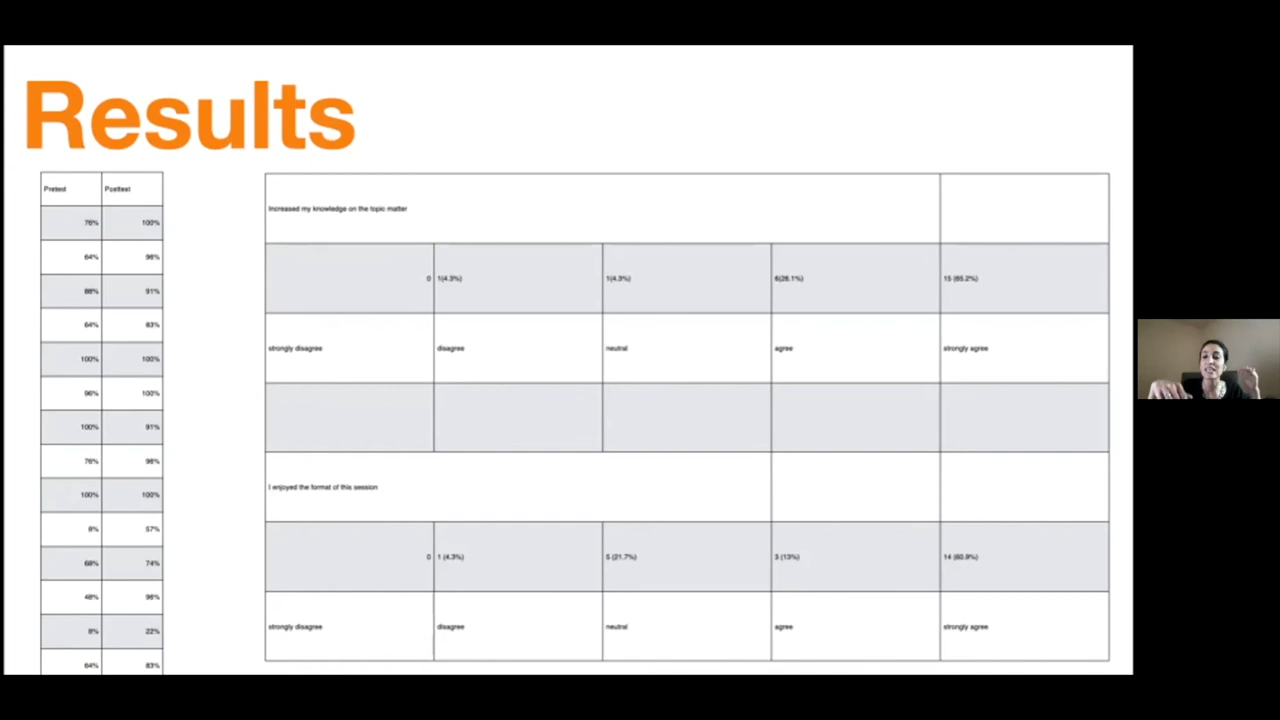 Results
Pretest Posttest
76% 100%
64% 96%
88% 91%
64% 83%
100% 100%
96% 100%
100% 91%
76% 96%
100% 100%
8% 57%
68% 74%
48% 96%
8% 22%
64% 83%
Increased my knowledge on the topic matter
0 1(4.3%) 1(4.3%) 6(26.1%) 15 (65.2%)
strongly disagree disagree neutral agree strongly agree
I enjoyed the format of this session
0 1 (4.3%) 5 (21.7%) 3 (13%) 14 (60.9%)
strongly disagree disagree neutral agree strongly agree